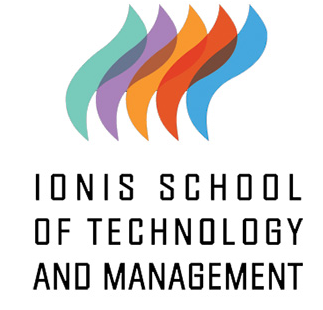 IONIS SCHOOL
OF TECHNOLOGY
AND MANAGEMENT